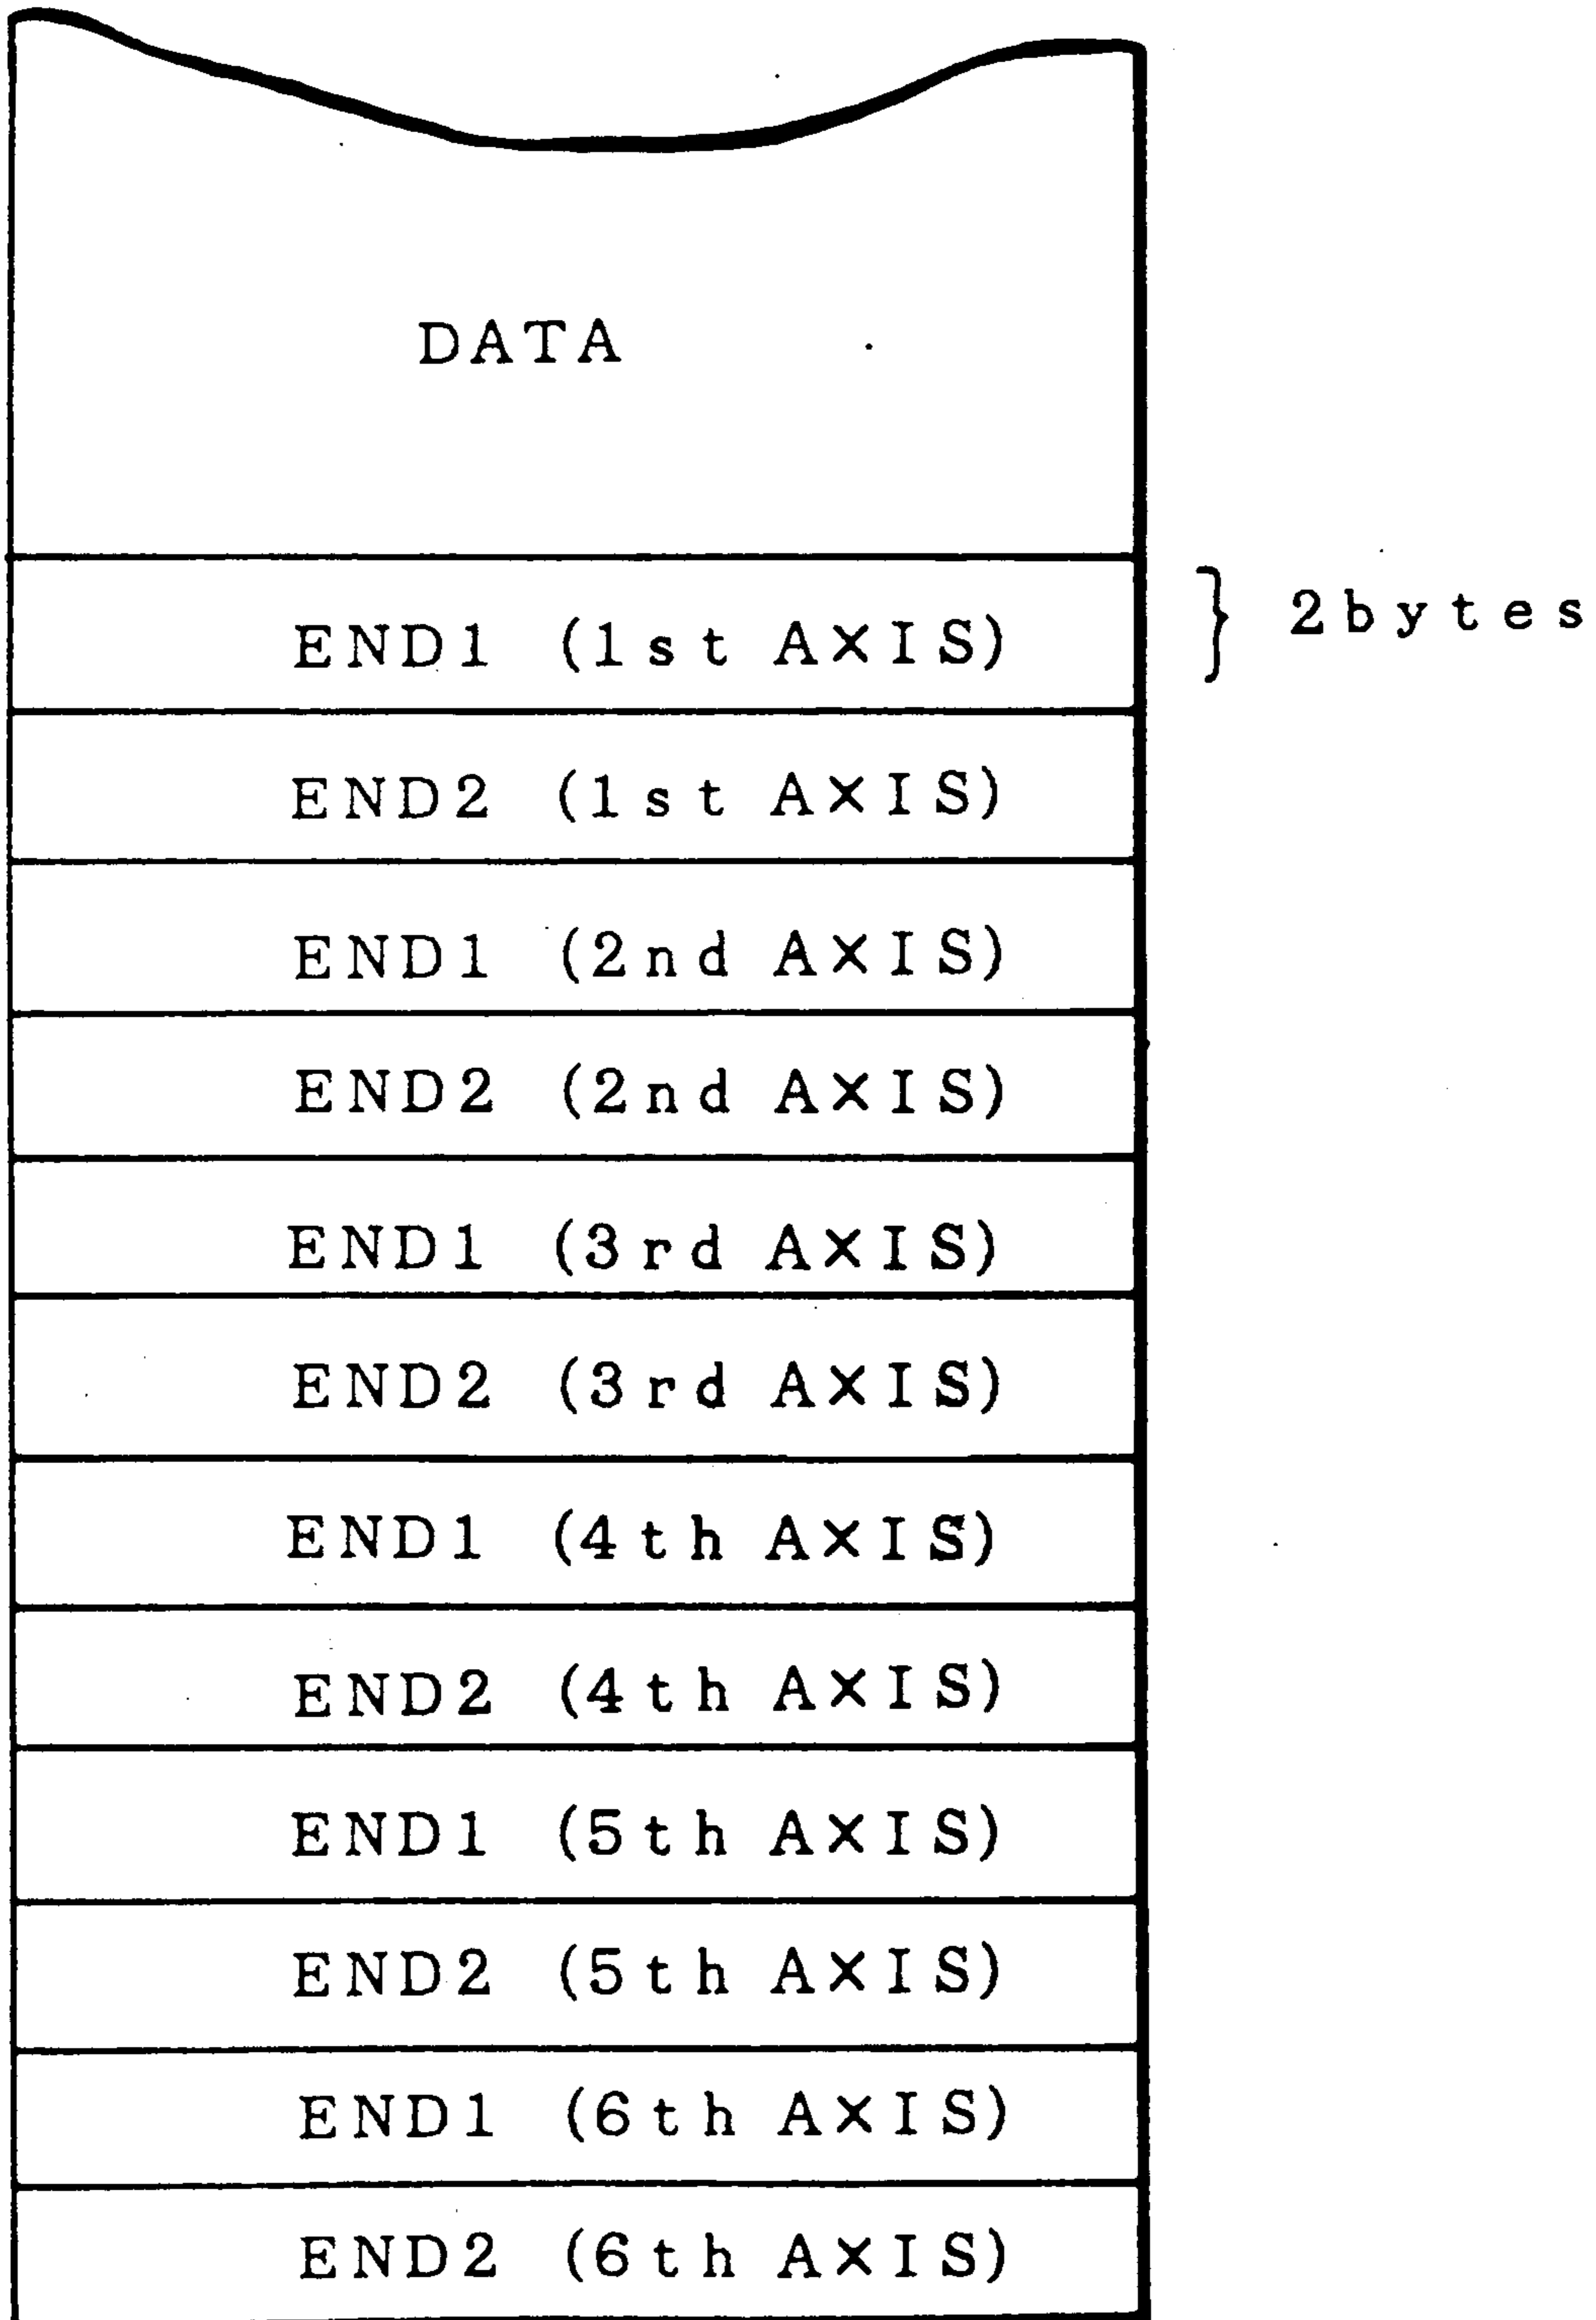 DATA
END1 (1st AXIS) } 2bytes
END2 (1st AXIS)
END1 (2nd AXIS)
END2 (2nd AXIS)
END1 (3rd AXIS)
END2 (3rd AXIS)
END1 (4th AXIS)
END2 (4th AXIS)
END1 (5th AXIS)
END2 (5th AXIS)
END1 (6th AXIS)
END2 (6th AXIS)